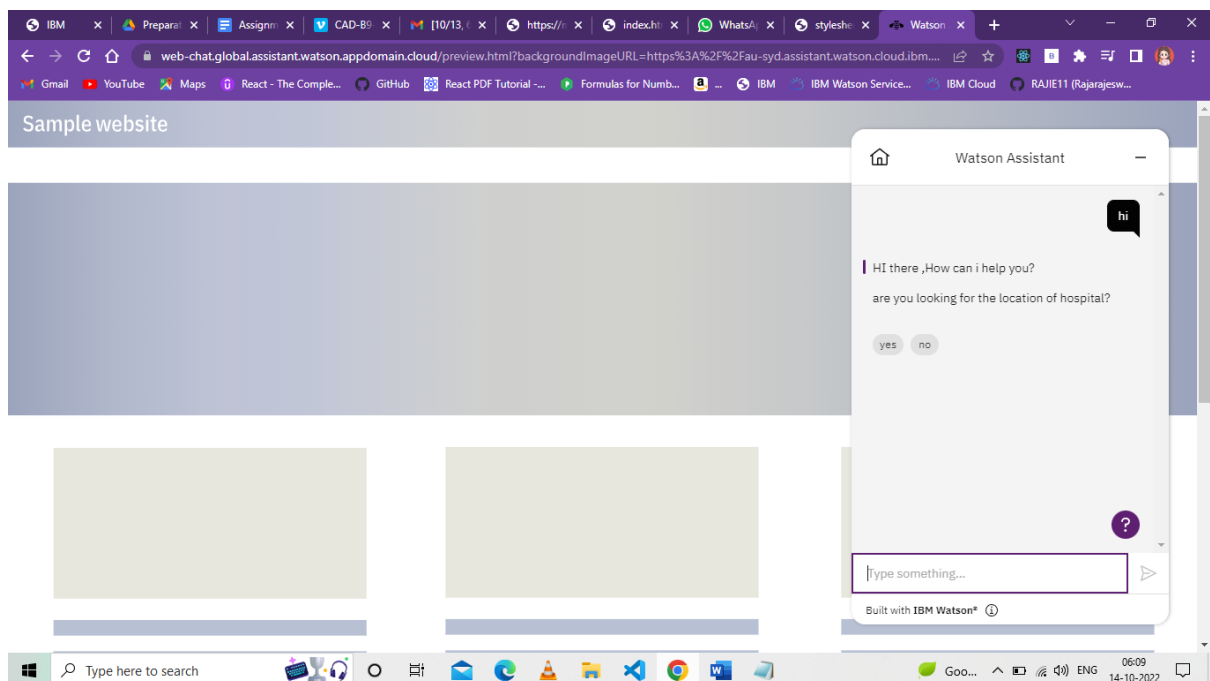 IBM Preparat Assignm CAD-B9- [10/13, 6 https://n index.ht WhatsAp styleshe Watson
web-chat.global.assistant.watson.appdomain.cloud/preview.html?backgroundImageURL=https%3A%2F%2Fau-syd.assistant.watson.cloud.ibm....
Gmail YouTube Maps React - The Comple... GitHub React PDF Tutorial -... Formulas for Numb... ... IBM IBM Watson Service... IBM Cloud RAJIE11 (Rajarajesw...
Sample website
Watson Assistant
hi
HI there ,How can i help you?
are you looking for the location of hospital?
yes no
?
Type something...
Built with IBM Watson®
Type here to search
Goo... ENG 06:09
14-10-2022